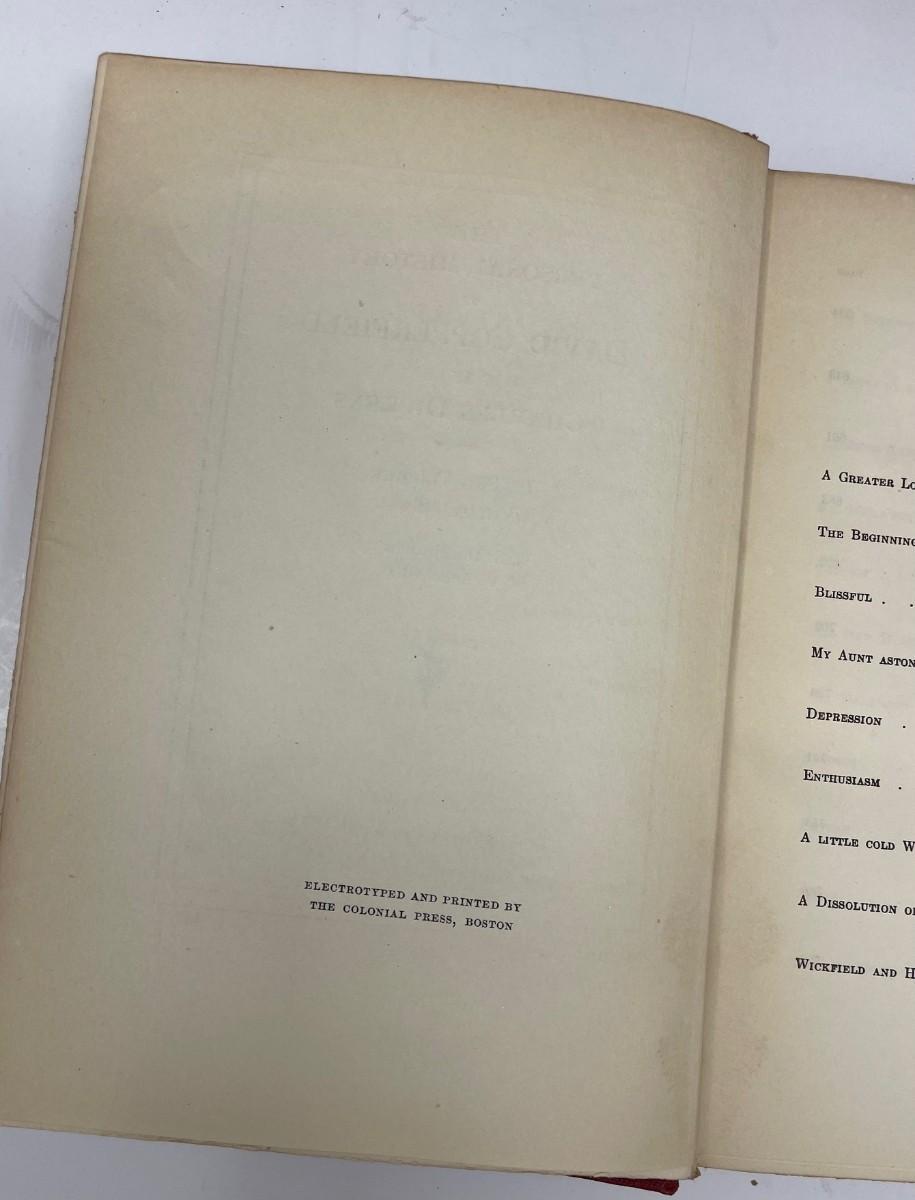 ELECTROTYPED AND PRINTED BY
THE COLONIAL PRESS, BOSTON
A GREATER
THE BEGINNING
BLISSFUL . .
MY AUNT
DEPRESSION .
ENTHUSIASM .
A LITTLE COLD
A DISSOLUTION
WICKFIELD AND